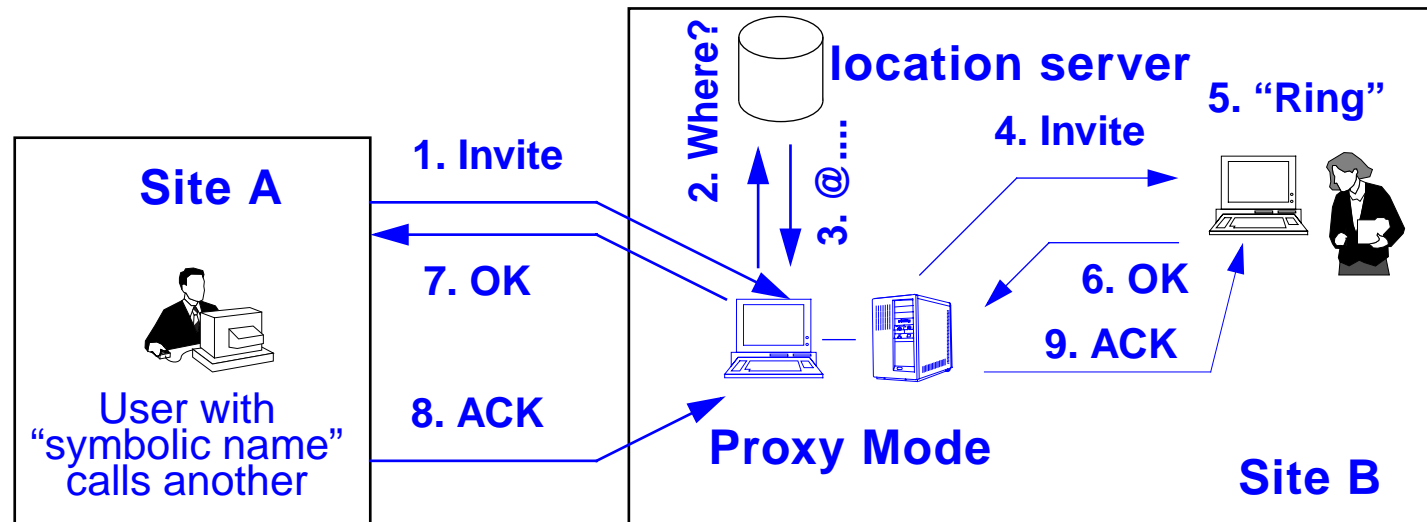 Site A
User with
“symbolic name”
calls another
1. Invite
7. OK
8. ACK
2. Where?
3. @....
location server
4. Invite
5. “Ring”
6. OK
9. ACK
Proxy Mode
Site B